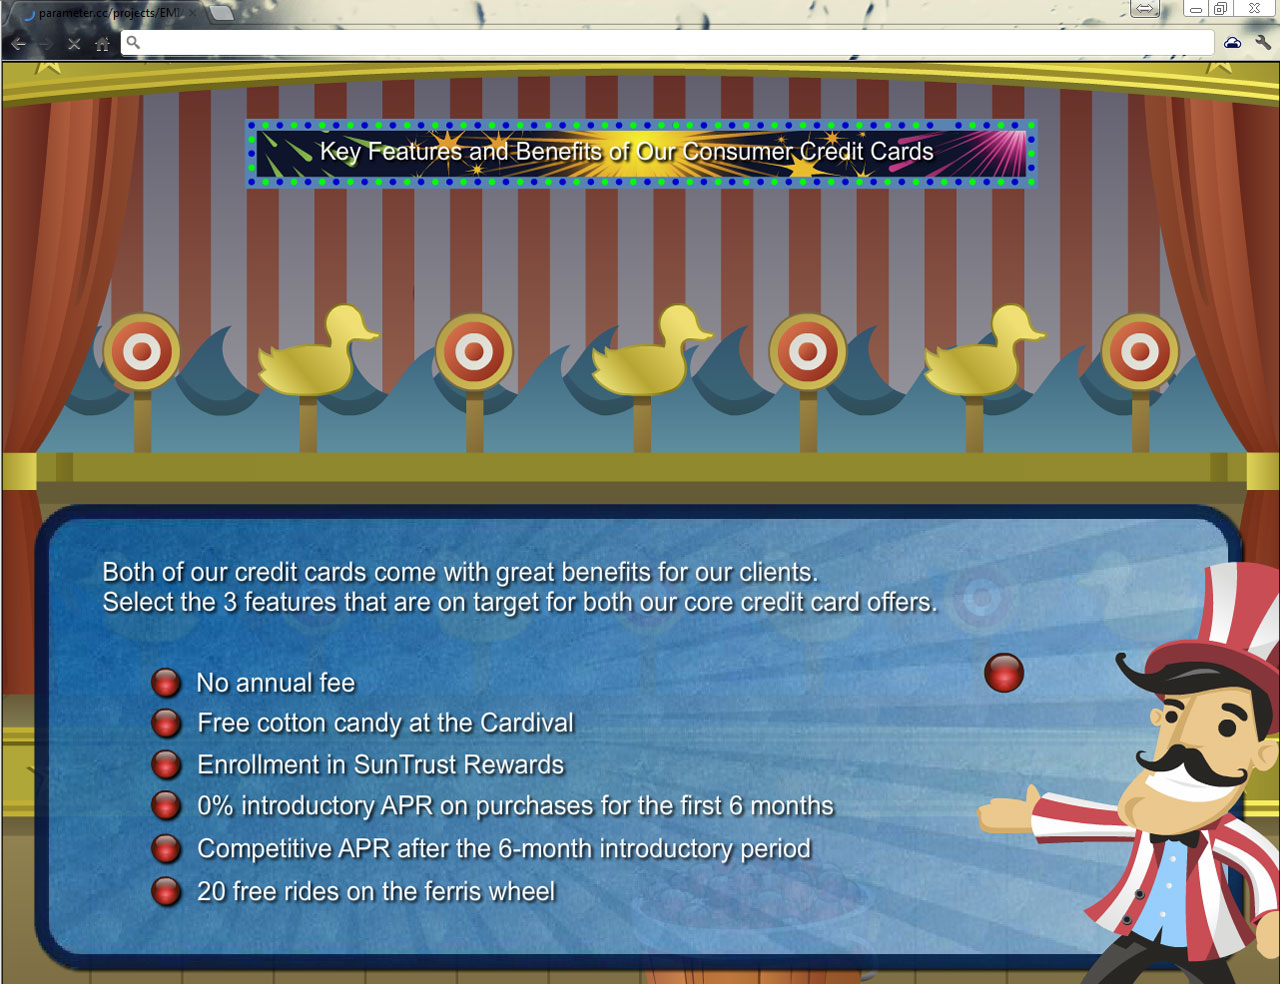 parameter.cc/projects/EMI
Key Features and Benefits of Our Consumer Credit Cards
Both of our credit cards come with great benefits for our clients.
Select the 3 features that are on target for both our core credit card offers.
No annual fee
Free cotton candy at the Cardival
Enrollment in SunTrust Rewards
0% introductory APR on purchases for the first 6 months
Competitive APR after the 6-month introductory period
20 free rides on the ferris wheel